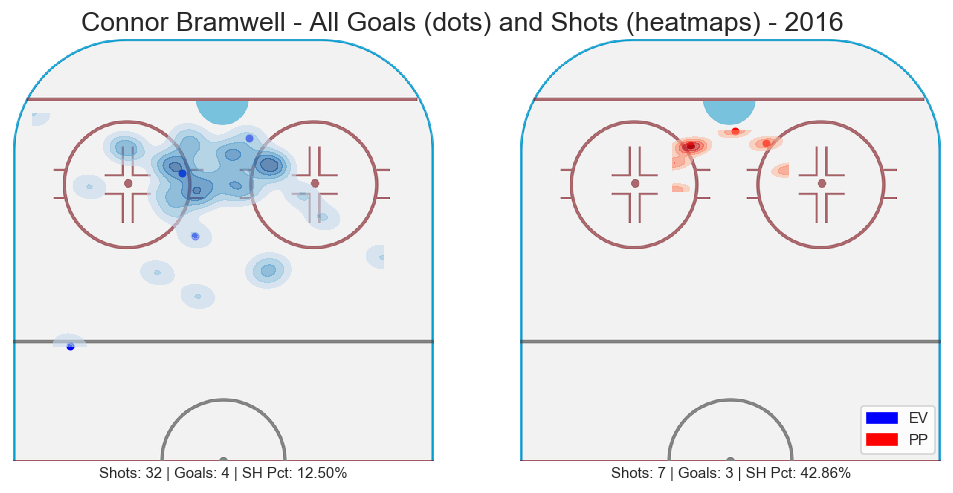 Connor Bramwell - All Goals (dots) and Shots (heatmaps) - 2016
EV
PP
Shots: 32 | Goals: 4 | SH Pct: 12.50%
Shots: 7 | Goals: 3 | SH Pct: 42.86%